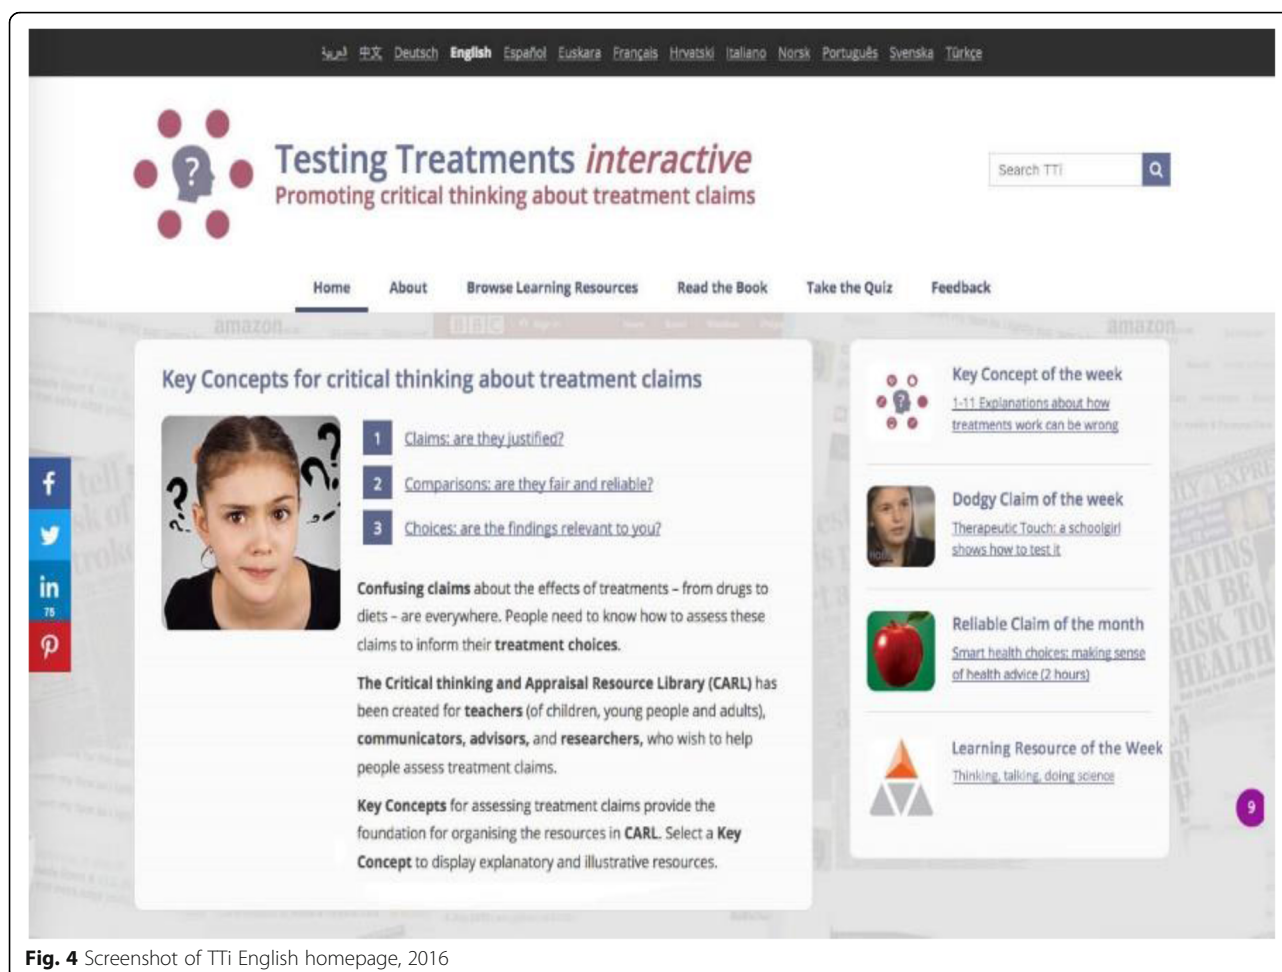 العربية 中文 Deutsch English Español Euskara Français Hrvatski Italiano Norsk Português Svenska Türkçe
Testing Treatments interactive
Promoting critical thinking about treatment claims
Search TTi
Home About Browse Learning Resources Read the Book Take the Quiz Feedback
amazon
BBC Sign in
amazon
Key Concepts for critical thinking about treatment claims
1 Claims: are they justified?
2 Comparisons: are they fair and reliable?
3 Choices: are the findings relevant to you?
Confusing claims about the effects of treatments – from drugs to
diets – are everywhere. People need to know how to assess these
claims to inform their treatment choices.
The Critical thinking and Appraisal Resource Library (CARL) has
been created for teachers (of children, young people and adults),
communicators, advisors, and researchers, who wish to help
people assess treatment claims.
Key Concepts for assessing treatment claims provide the
foundation for organising the resources in CARL. Select a Key
Concept to display explanatory and illustrative resources.
Key Concept of the week
1-11 Explanations about how
treatments work can be wrong
Dodgy Claim of the week
Therapeutic Touch: a schoolgirl
shows how to test it
Reliable Claim of the month
Smart health choices: making sense
of health advice (2 hours)
Learning Resource of the Week
Thinking, talking, doing science
f
in
75
9
RISK TO
HEALTH
Fig. 4 Screenshot of TTi English homepage, 2016